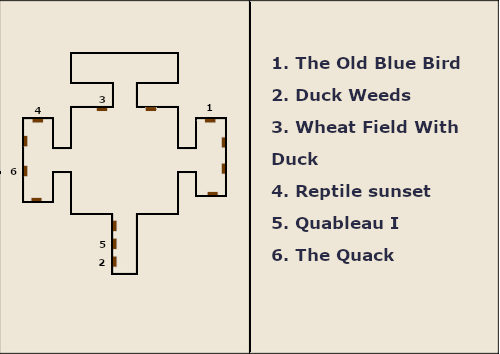 4
3
1
6
5
2
1. The Old Blue Bird
2. Duck Weeds
3. Wheat Field With
Duck
4. Reptile sunset
5. Quableau I
6. The Quack